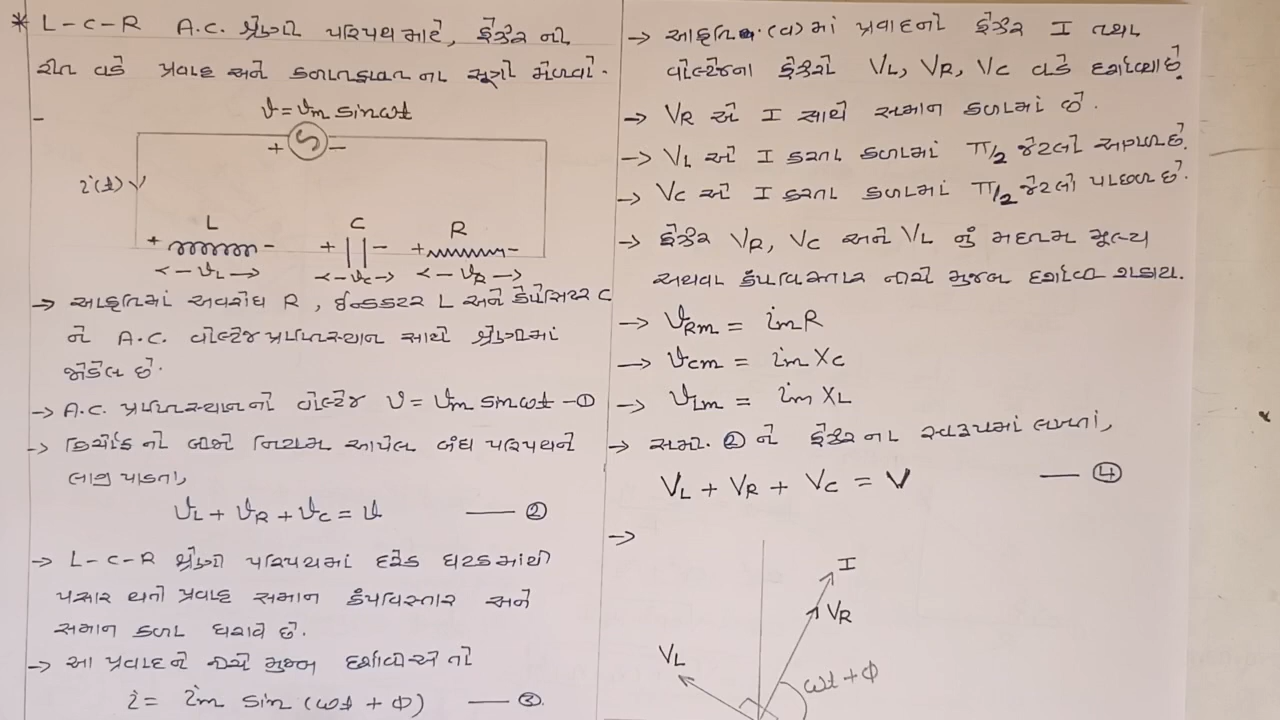 * L-C-R A.C. શ્રેણી પરિપથ માટે, ફેઝર ની
રીત વડે પ્રવાહ અને કળાતફાવત ના સૂત્રો મેળવો.
v = vm sinωt
+ -
i(t)
L C R
+ - + - + -
<- vL -> <- vc -> <- vR ->
→ આકૃતિમાં અવરોધ R, ઈન્ડક્ટર L અને કેપેસિટર C
ને A.C. વોલ્ટેજ પ્રાપ્તિસ્થાન સાથે શ્રેણીમાં
જોડેલ છે.
→ A.C. પ્રાપ્તિસ્થાનનો વોલ્ટેજ v = vm sinωt - ①
→ કિર્ચોફ નો બીજો નિયમ આપેલ બંધ પરિપથને
લાગુ પાડતા,
vL + vR + vc = v — ②
→ L-C-R શ્રેણી પરિપથમાં દરેક ઘટકમાંથી
પસાર થતો પ્રવાહ સમાન કંપવિસ્તાર અને
સમાન કળા ધરાવે છે.
→ આ પ્રવાહને નીચે મુજબ દર્શાવીએ તો
i = im sin (ωt + ϕ) — ③
→ આકૃતિ (a) માં પ્રવાહનો ફેઝર I તથા
વોલ્ટેજના ફેઝરો VL, VR, VC વડે દર્શાવ્યા છે.
→ VR એ I સાથે સમાન કળામાં છે.
→ VL એ I કરતા કળામાં π/2 જેટલો આગળ છે.
→ VC એ I કરતા કળામાં π/2 જેટલો પાછળ છે.
→ ફેઝર VR, VC અને VL નું મહત્તમ મૂલ્ય
અથવા કંપવિસ્તાર નીચે મુજબ દર્શાવી શકાય.
→ vRm = imR
→ vcm = im XC
→ vLm = im XL
→ સમી. ② ને ફેઝર ના સ્વરૂપમાં લખતાં,
VL + VR + VC = V — ④
→
I
VR
VL
ωt + ϕ